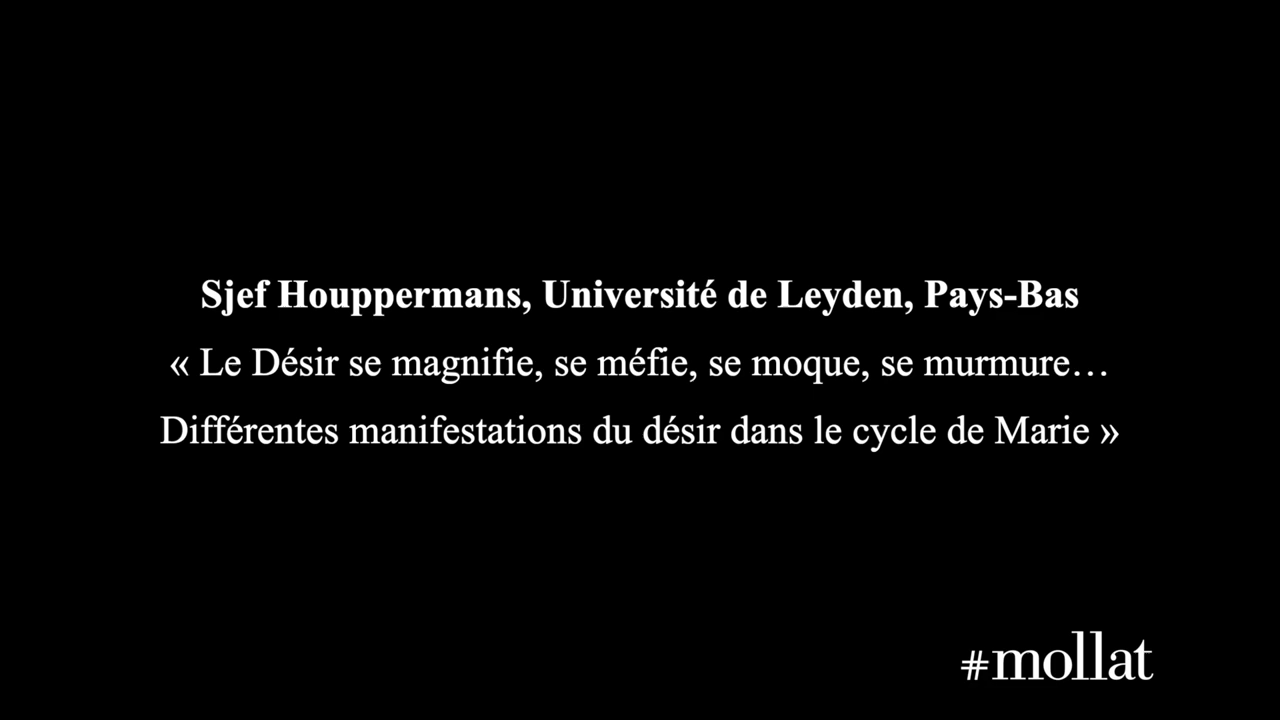 Sjef Houppermans, Université de Leyden, Pays-Bas
« Le Désir se magnifie, se méfie, se moque, se murmure…
Différentes manifestations du désir dans le cycle de Marie »
#mollat